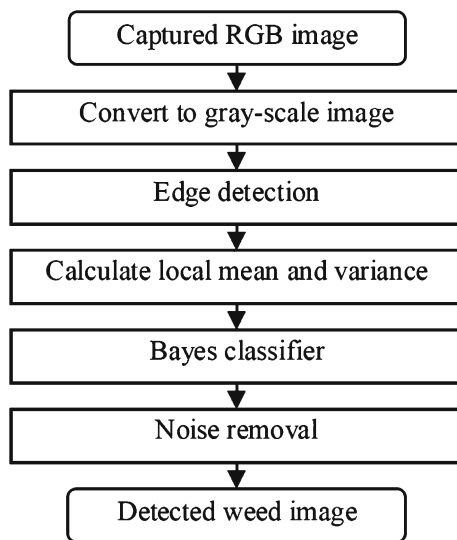 Captured RGB image
Convert to gray-scale image
Edge detection
Calculate local mean and variance
Bayes classifier
Noise removal
Detected weed image